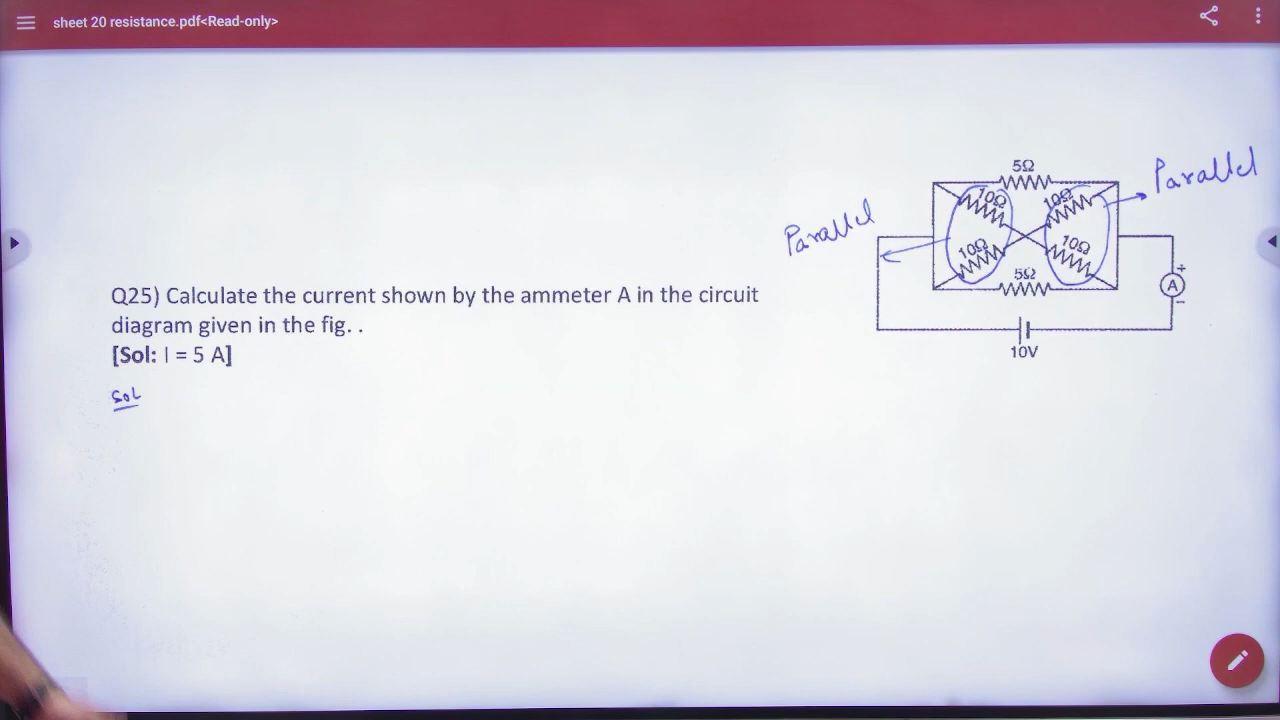 sheet 20 resistance.pdf<Read-only>
5Ω
Parallel
10Ω
10Ω
Parallel
10Ω
10Ω
5Ω
+
A
−
10V
Q25) Calculate the current shown by the ammeter A in the circuit
diagram given in the fig. .
[Sol: I = 5 A]
Sol